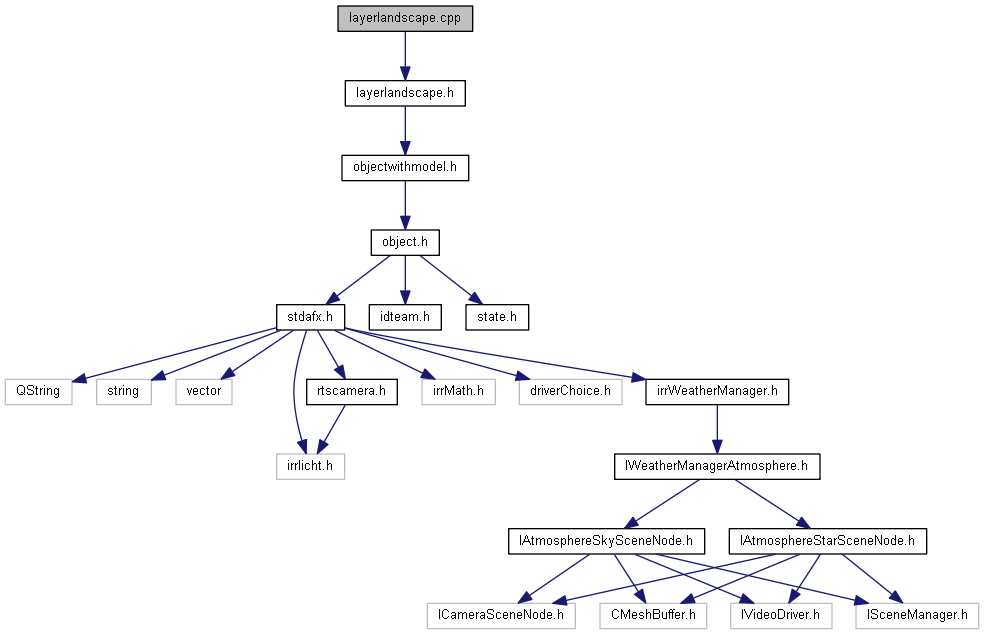 layerlandscape.cpp
layerlandscape.h
objectwithmodel.h
object.h
stdafx.h
idteam.h
state.h
QString
string
vector
rtscamera.h
irrMath.h
driverChoice.h
irrWeatherManager.h
irrlicht.h
IWeatherManagerAtmosphere.h
IAtmosphereSkySceneNode.h
IAtmosphereStarSceneNode.h
ICameraSceneNode.h
CMeshBuffer.h
IVideoDriver.h
ISceneManager.h